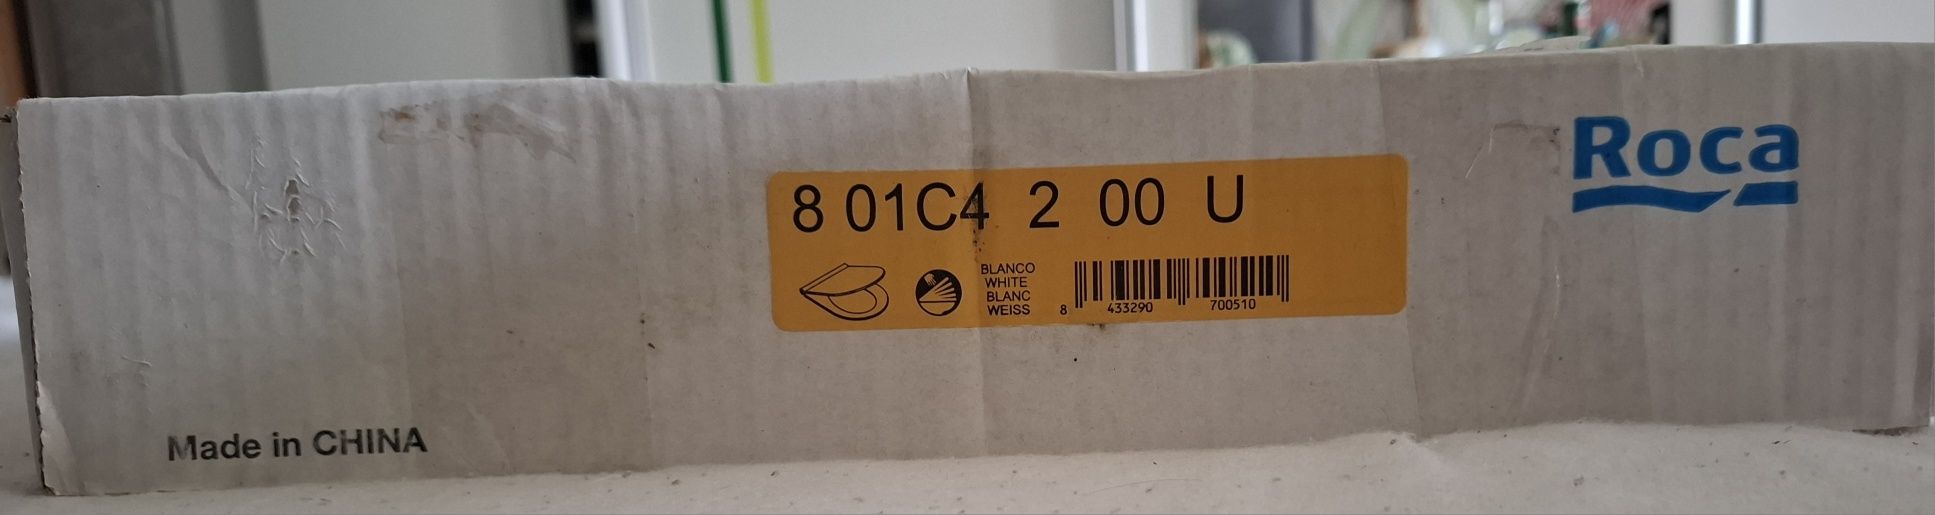 Roca
8 01C4 2 00 U
BLANCO
WHITE
BLANC
WEISS
8 433290 700510
Made in CHINA